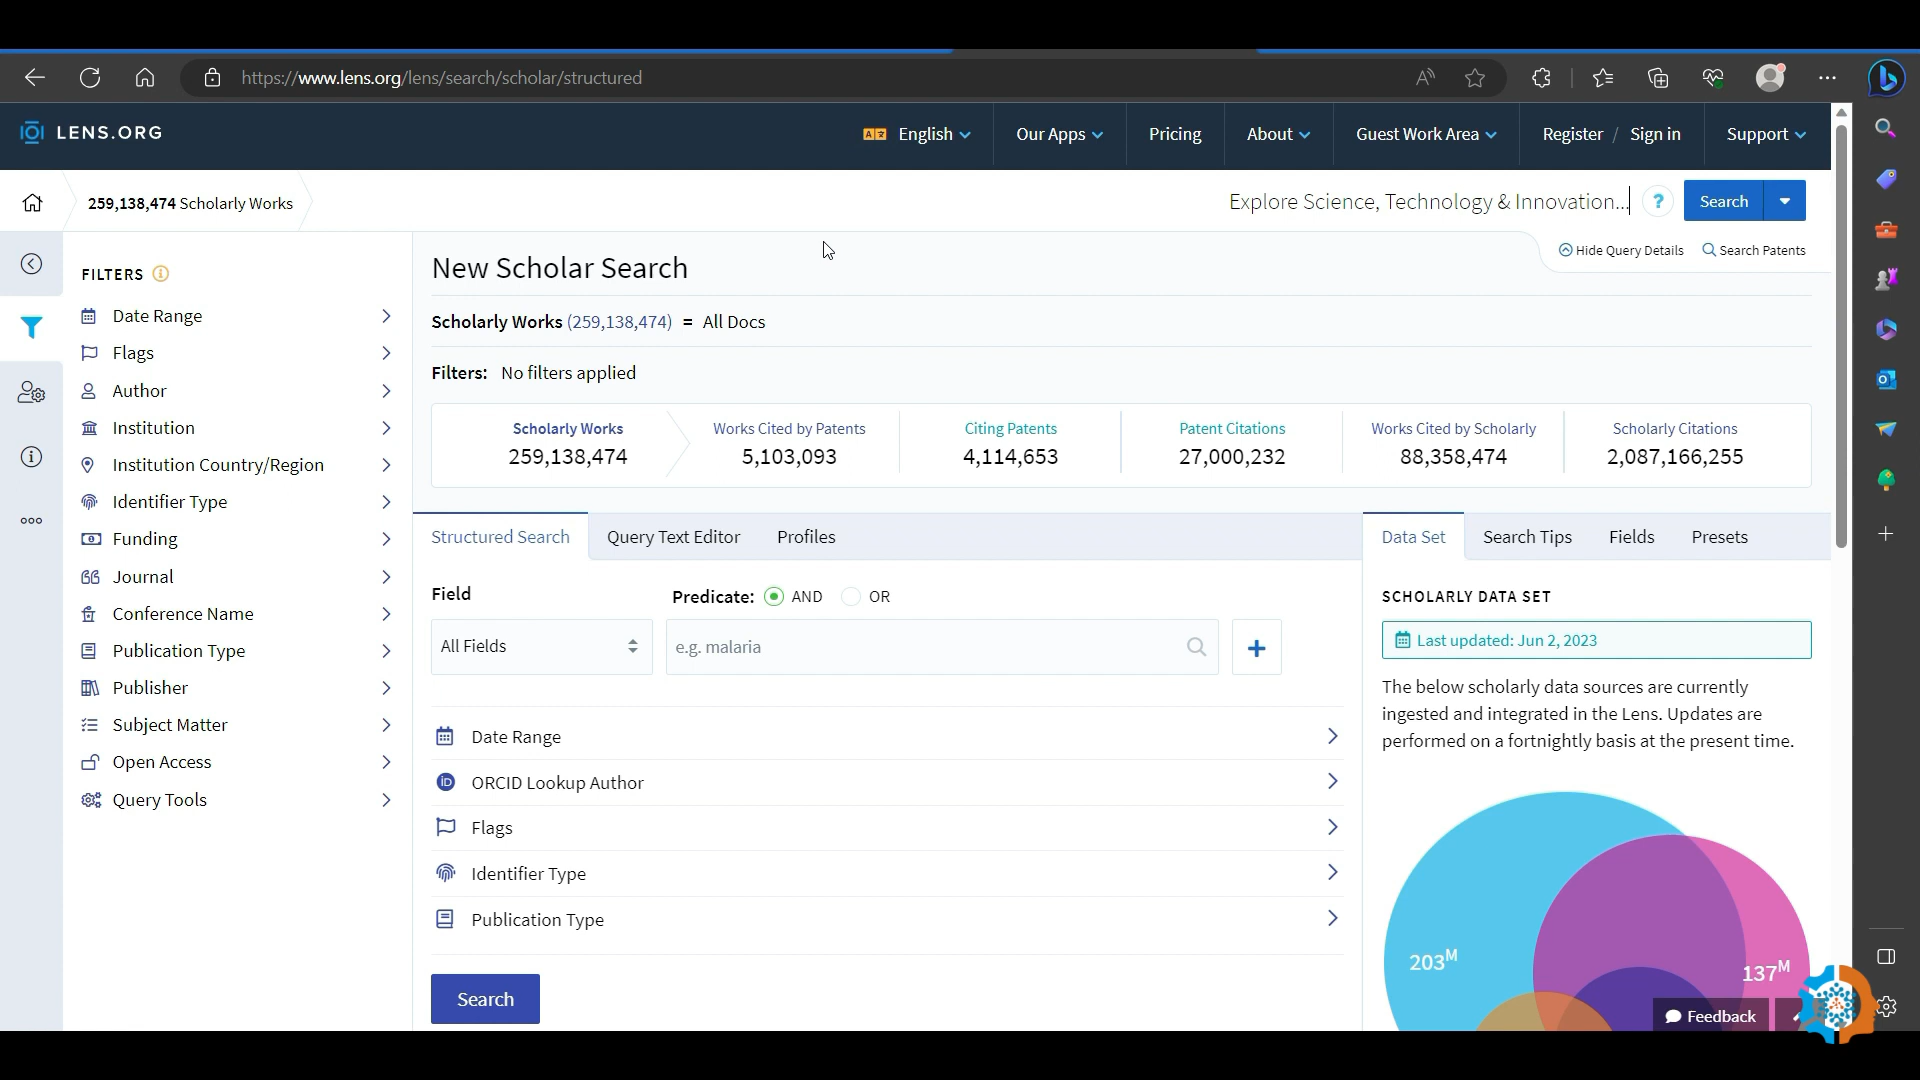 https://www.lens.org/lens/search/scholar/structured
LENS.ORG
English
Our Apps
Pricing
About
Guest Work Area
Register / Sign in
Support
259,138,474 Scholarly Works
Explore Science, Technology & Innovation...
?
Search
Hide Query Details
Search Patents
FILTERS
Date Range
Flags
Author
Institution
Institution Country/Region
Identifier Type
Funding
Journal
Conference Name
Publication Type
Publisher
Subject Matter
Open Access
Query Tools
New Scholar Search
Scholarly Works (259,138,474) = All Docs
Filters: No filters applied
Scholarly Works
259,138,474
Works Cited by Patents
5,103,093
Citing Patents
4,114,653
Patent Citations
27,000,232
Works Cited by Scholarly
88,358,474
Scholarly Citations
2,087,166,255
Structured Search
Query Text Editor
Profiles
Field
Predicate: AND OR
All Fields
e.g. malaria
Date Range
ORCID Lookup Author
Flags
Identifier Type
Publication Type
Search
Data Set
Search Tips
Fields
Presets
SCHOLARLY DATA SET
Last updated: Jun 2, 2023
The below scholarly data sources are currently
ingested and integrated in the Lens. Updates are
performed on a fortnightly basis at the present time.
203M
137M
Feedback